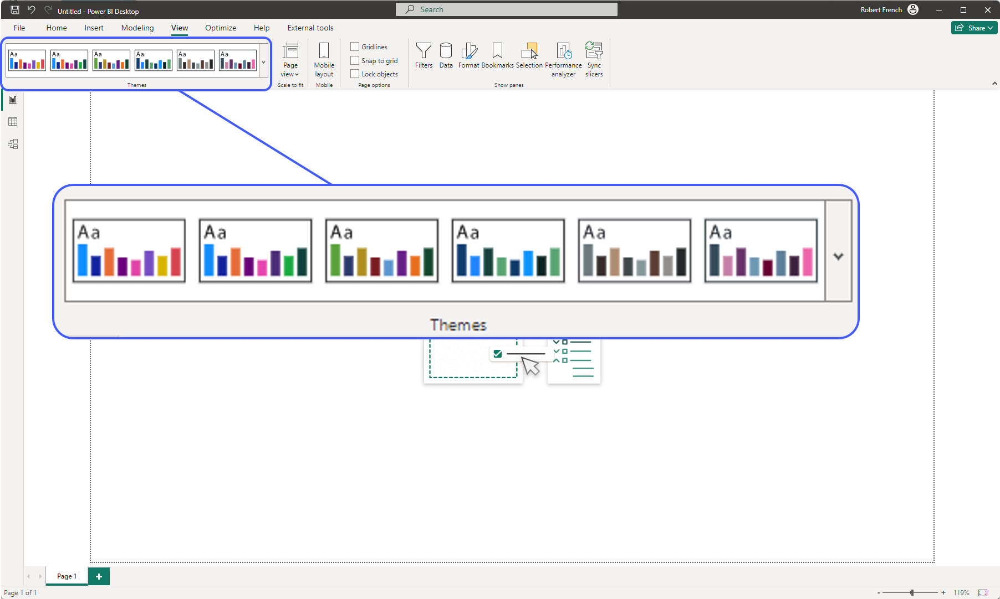 Untitled - Power BI Desktop
Search
Robert French
File Home Insert Modeling View Optimize Help External tools
Share
Aa Aa Aa Aa Aa Aa
Themes
Page view
Scale to fit
Mobile layout
Mobile
Gridlines
Snap to grid
Lock objects
Page options
Filters
Data
Format
Bookmarks
Selection
Performance analyzer
Sync slicers
Show panes
Aa Aa Aa Aa Aa Aa
Themes
Page 1
+
Page 1 of 1
- + 119%